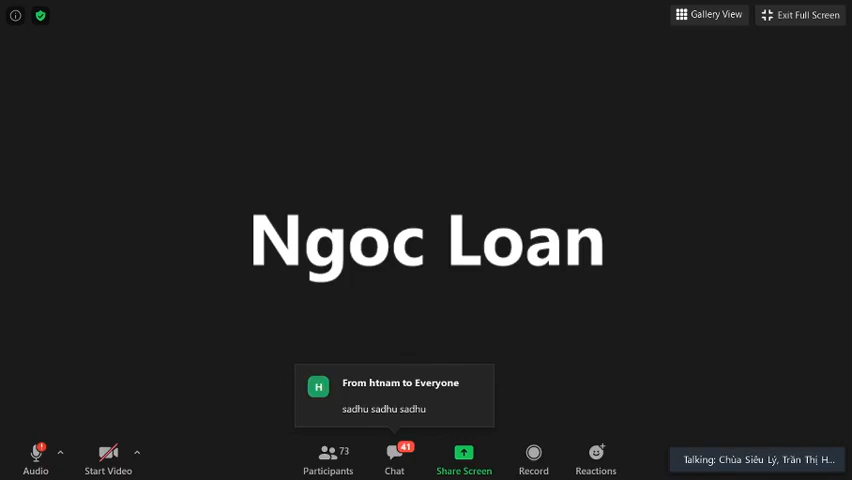 Gallery View
Exit Full Screen
Ngoc Loan
H
From htnam to Everyone
sadhu sadhu sadhu
73
41
Audio
Start Video
Participants
Chat
Share Screen
Record
Reactions
Talking: Chùa Siêu Lý, Trần Thị H...